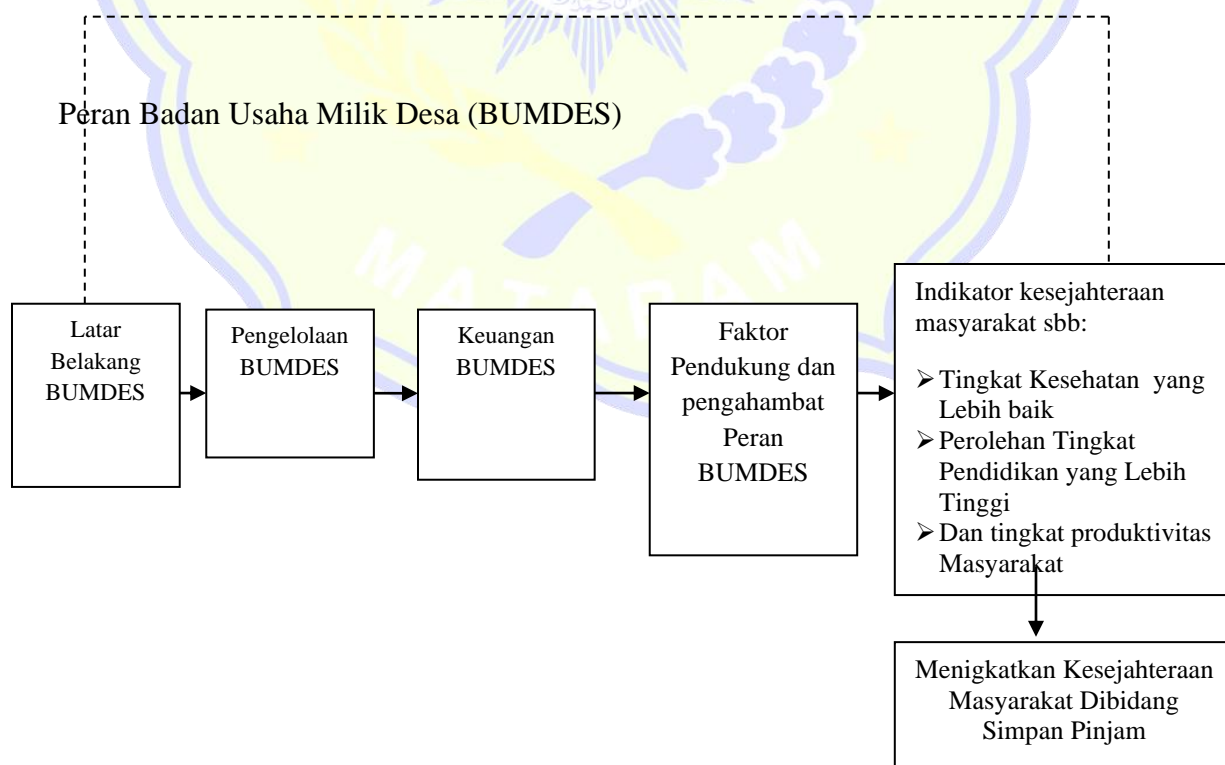 Peran Badan Usaha Milik Desa (BUMDES)
MATARAM
Latar
Belakang
BUMDES
Pengelolaan
BUMDES
Keuangan
BUMDES
Faktor
Pendukung dan
pengahambat
Peran
BUMDES
Indikator kesejahteraan
masyarakat sbb:
➢ Tingkat Kesehatan yang
Lebih baik
➢ Perolehan Tingkat
Pendidikan yang Lebih
Tinggi
➢ Dan tingkat produktivitas
Masyarakat
Menigkatkan Kesejahteraan
Masyarakat Dibidang
Simpan Pinjam